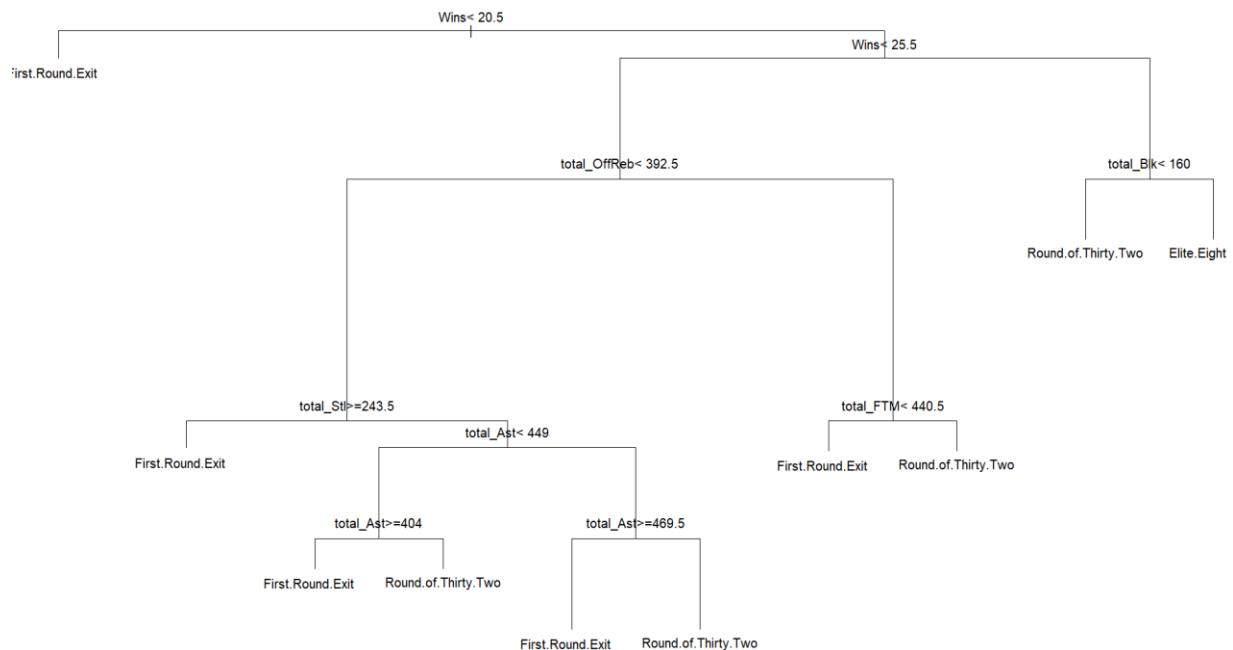 Wins< 20.5
Wins< 25.5
First.Round.Exit
total_OffReb< 392.5
total_Blk< 160
Round.of.Thirty.Two
Elite.Eight
total_Stl>=243.5
total_FTM< 440.5
total_Ast< 449
First.Round.Exit
First.Round.Exit
Round.of.Thirty.Two
total_Ast>=404
total_Ast>=469.5
First.Round.Exit
Round.of.Thirty.Two
First.Round.Exit
Round.of.Thirty.Two